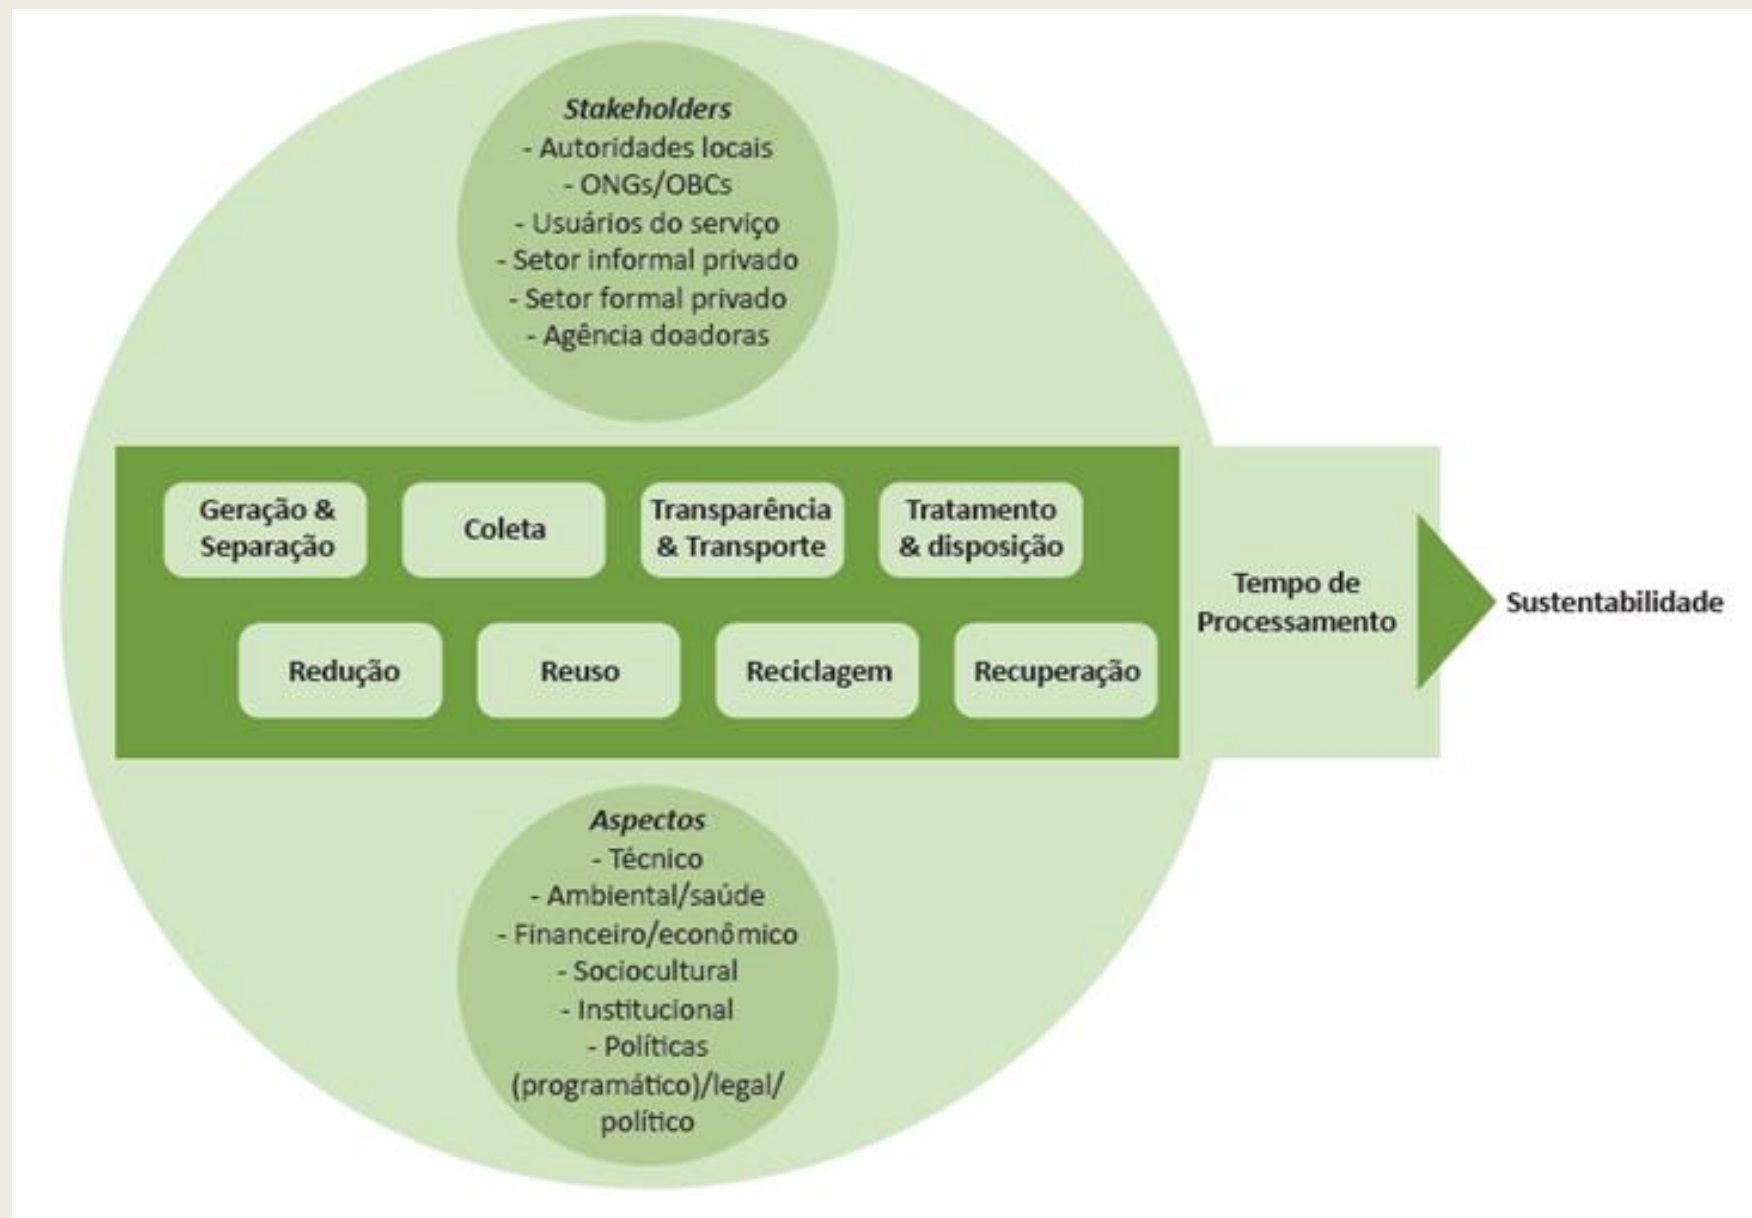 Stakeholders
- Autoridades locais
- ONGs/OBCs
- Usuários do serviço
- Setor informal privado
- Setor formal privado
- Agência doadoras
Geração &
Separação
Coleta
Transparência
& Transporte
Tratamento
& disposição
Redução
Reuso
Reciclagem
Recuperação
Tempo de
Processamento
Sustentabilidade
Aspectos
- Técnico
- Ambiental/saúde
- Financeiro/econômico
- Sociocultural
- Institucional
- Políticas
(programático)/legal/
político